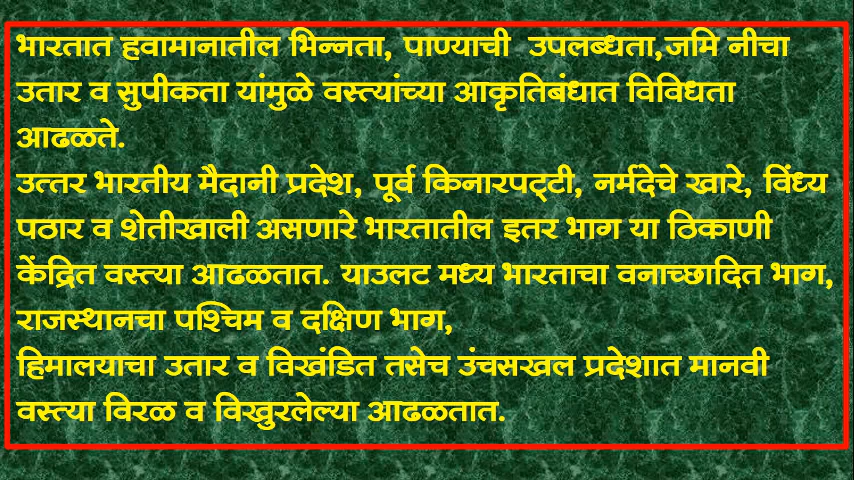 भारतात हवामानातील भिन्नता, पाण्याची उपलब्धता,जमि नीचा
उतार व सुपीकता यांमुळे वस्त्यांच्या आकृतिबंधात विविधता
आढळते.
उत्तर भारतीय मैदानी प्रदेश, पूर्व किनारपट्टी, नर्मदेचे खारे, विंध्य
पठार व शेतीखाली असणारे भारतातील इतर भाग या ठिकाणी
केंद्रित वस्त्या आढळतात. याउलट मध्य भारताचा वनाच्छादित भाग,
राजस्थानचा पश्चिम व दक्षिण भाग,
हिमालयाचा उतार व विखंडित तसेच उंचसखल प्रदेशात मानवी
वस्त्या विरळ व विखुरलेल्या आढळतात.